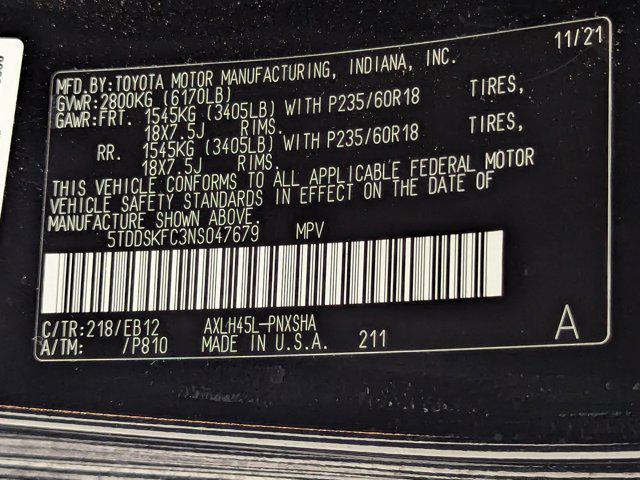 MFD.BY:TOYOTA MOTOR MANUFACTURING, INDIANA, INC. 11/21
GVWR:2800KG (6170LB)
GAWR:FRT. 1545KG (3405LB) WITH P235/60R18 TIRES,
18X7.5J RIMS.
RR. 1545KG (3405LB) WITH P235/60R18 TIRES,
18X7.5J RIMS.
THIS VEHICLE CONFORMS TO ALL APPLICABLE FEDERAL MOTOR
VEHICLE SAFETY STANDARDS IN EFFECT ON THE DATE OF
MANUFACTURE SHOWN ABOVE.
5TDDSKFC3NS047679 MPV
C/TR:218/EB12 AXLH45L-PNXSHA
A/TM: /P810 MADE IN U.S.A. 211 A